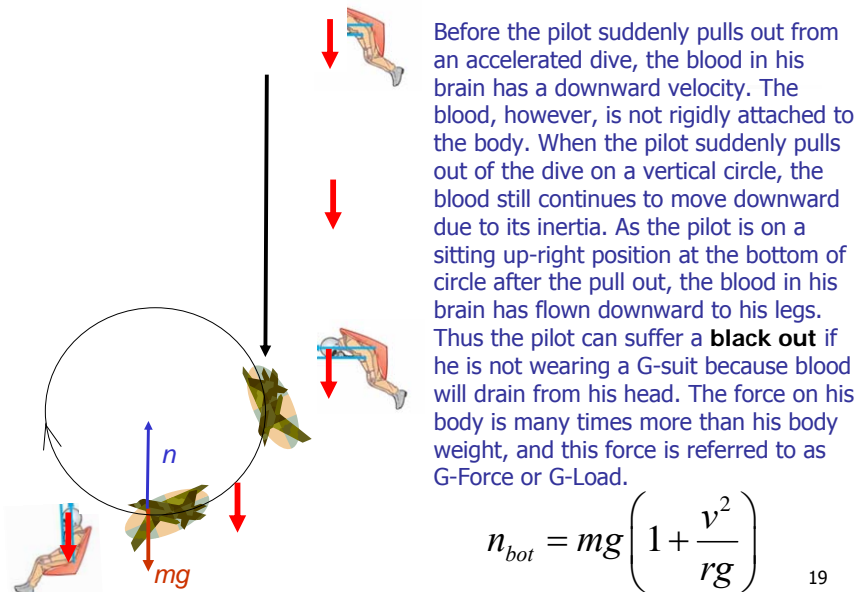 Before the pilot suddenly pulls out from
an accelerated dive, the blood in his
brain has a downward velocity. The
blood, however, is not rigidly attached to
the body. When the pilot suddenly pulls
out of the dive on a vertical circle, the
blood still continues to move downward
due to its inertia. As the pilot is on a
sitting up-right position at the bottom of
circle after the pull out, the blood in his
brain has flown downward to his legs.
Thus the pilot can suffer a black out if
he is not wearing a G-suit because blood
will drain from his head. The force on his
body is many times more than his body
weight, and this force is referred to as
G-Force or G-Load.
n
mg
n_{bot} = mg(1 + v^2/rg)
19